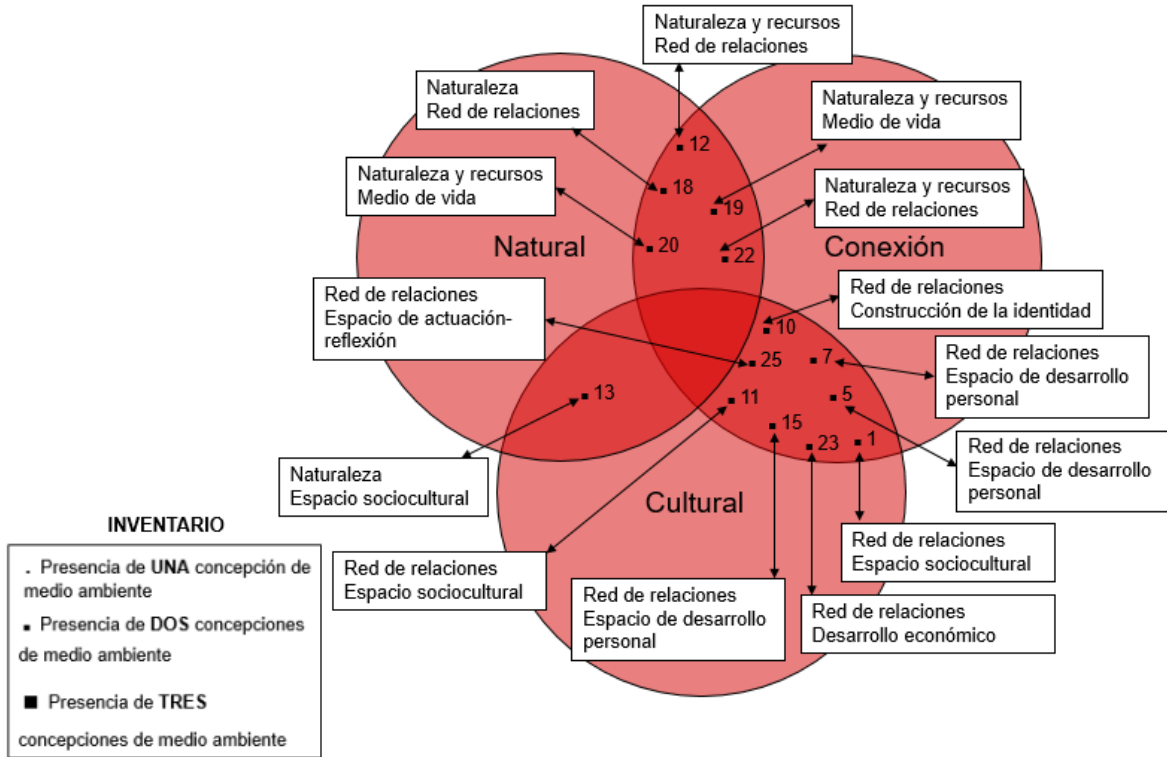 Naturaleza y recursos
Red de relaciones
Naturaleza
Red de relaciones
Naturaleza y recursos
Medio de vida
12
Naturaleza y recursos
Medio de vida
18
19
Naturaleza y recursos
Red de relaciones
20
22
Natural
Conexión
Red de relaciones
Espacio de actuación-
reflexión
Red de relaciones
Construcción de la identidad
10
25
7
Red de relaciones
Espacio de desarrollo
personal
13
11
5
15
23
1
Red de relaciones
Espacio de desarrollo
personal
Naturaleza
Espacio sociocultural
Cultural
Red de relaciones
Espacio sociocultural
Red de relaciones
Espacio sociocultural
Red de relaciones
Espacio de desarrollo
personal
Red de relaciones
Desarrollo económico
INVENTARIO
. Presencia de UNA concepción de
medio ambiente
▪ Presencia de DOS concepciones
de medio ambiente
■ Presencia de TRES
concepciones de medio ambiente